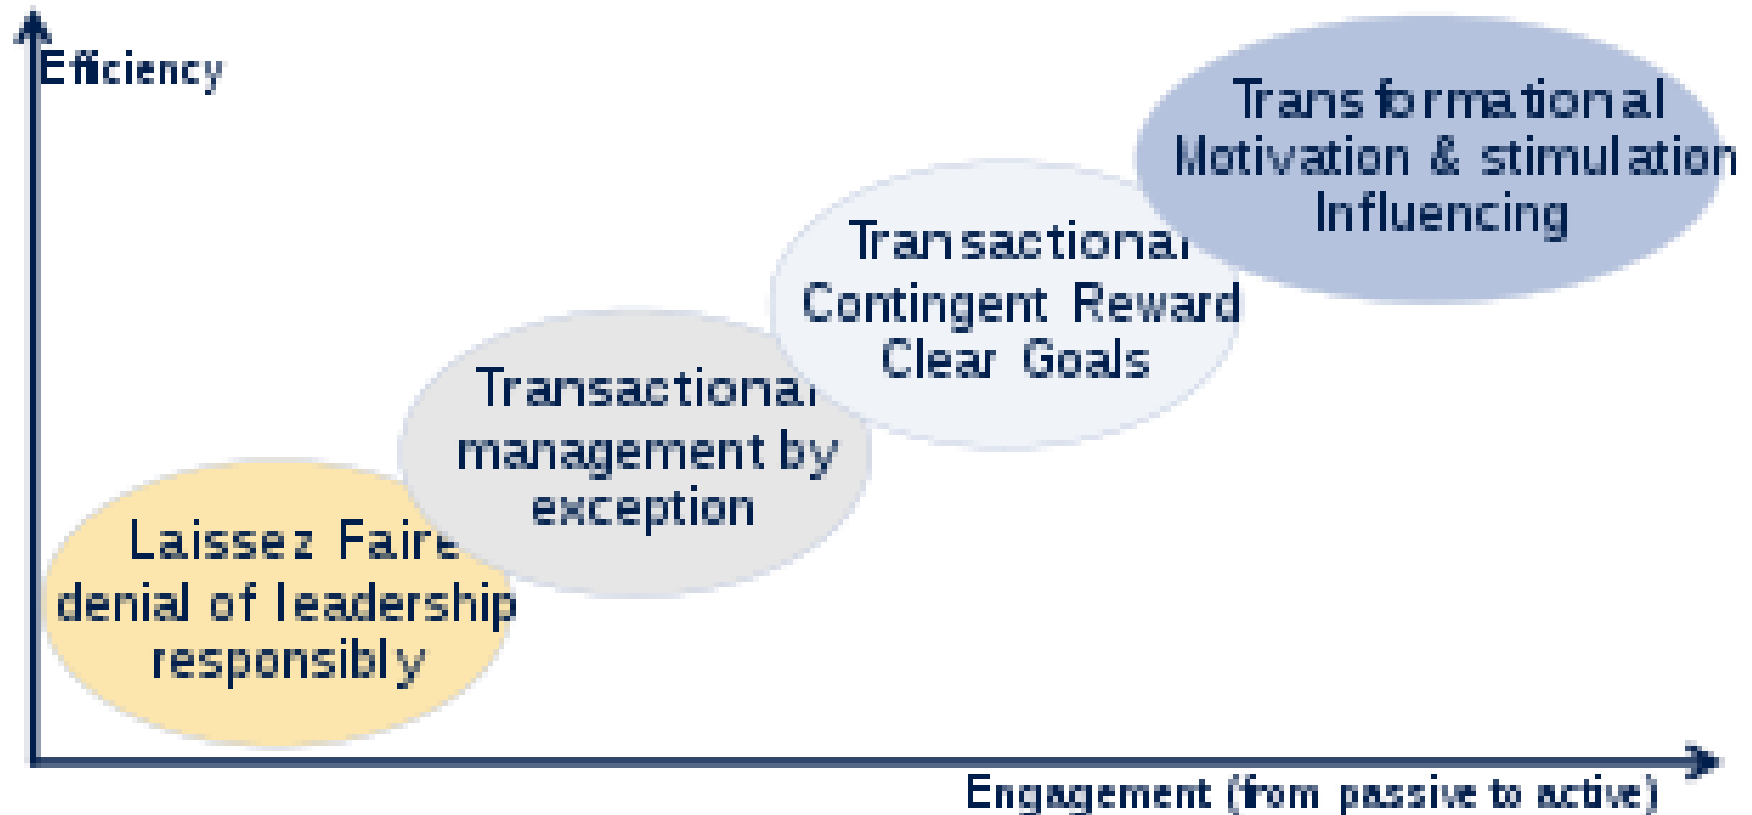 Efficiency
Transformational
Motivation & stimulation
Influencing
Transactional
Contingent Reward
Clear Goals
Transactional
management by
exception
Laissez Faire
denial of leadership
responsibly
Engagement (from passive to active)